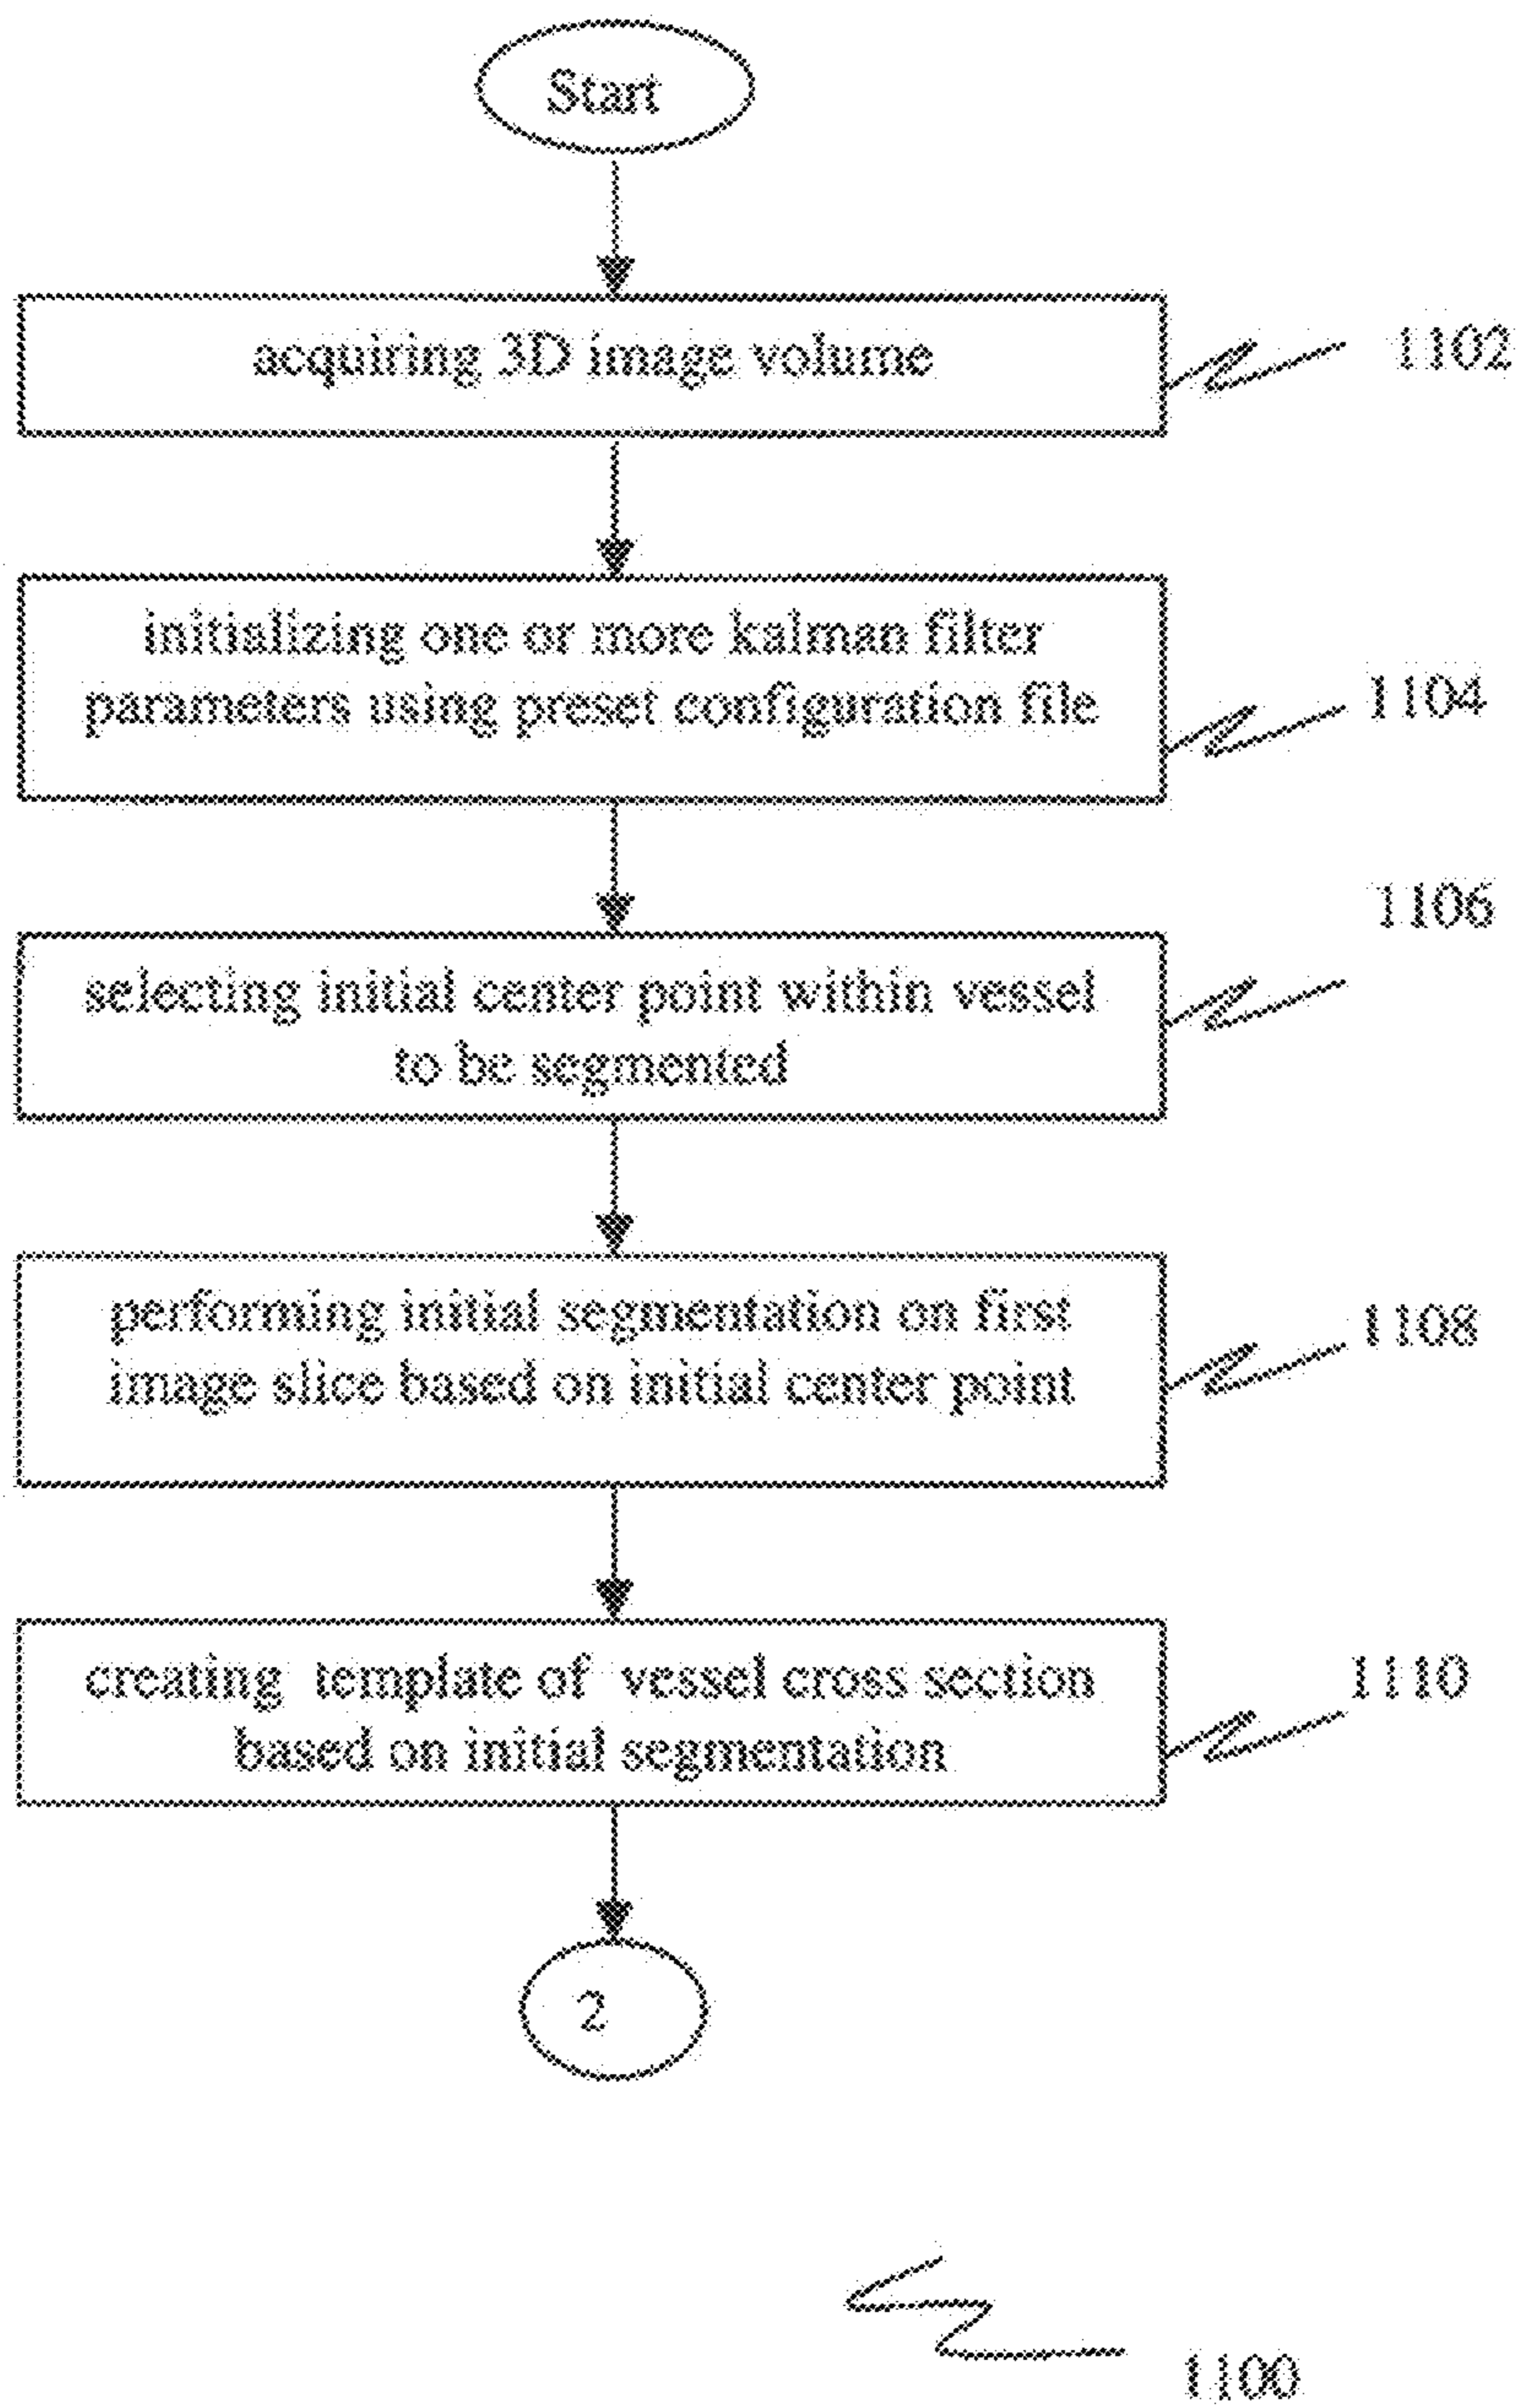 Start
acquiring 3D image volume
1102
initializing one or more kalman filter
parameters using preset configuration file
1104
1106
selecting initial center point within vessel
to be segmented
performing initial segmentation on first
image slice based on initial center point
1108
creating template of vessel cross section
based on initial segmentation
1110
2
1100